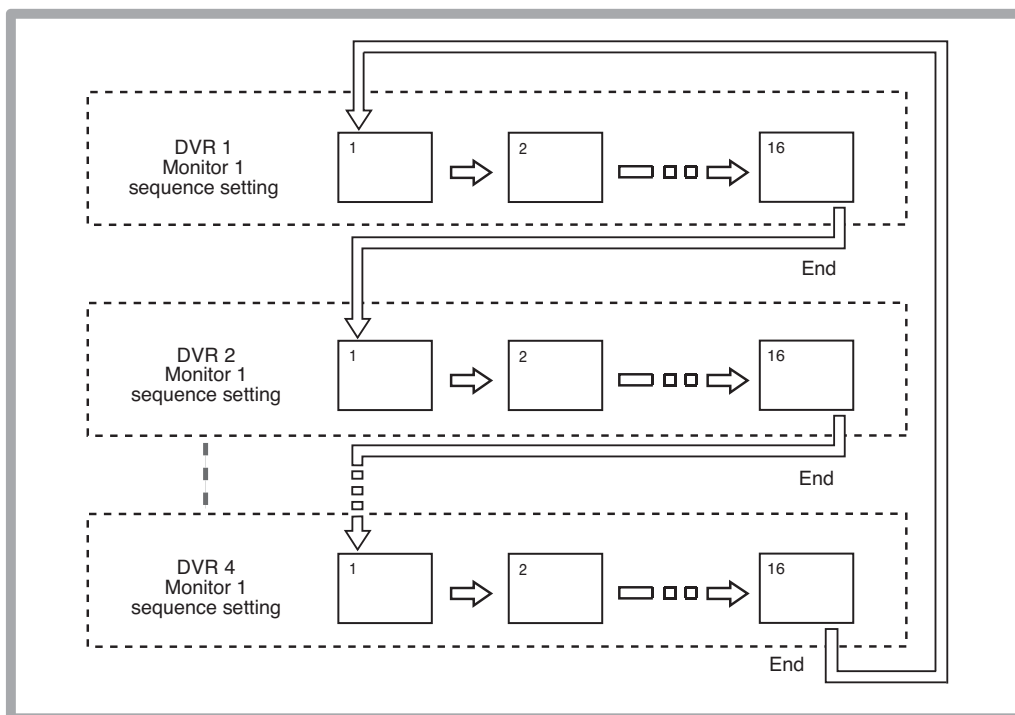 DVR 1
Monitor 1
sequence setting
1
2
16
End
DVR 2
Monitor 1
sequence setting
1
2
16
End
DVR 4
Monitor 1
sequence setting
1
2
16
End